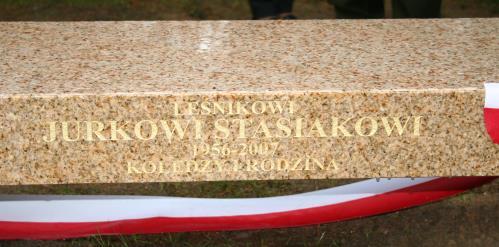 LEŚNIKOWI
JURKOWI STASIAKOWI
1956-2007
KOLEDZY I RODZINA